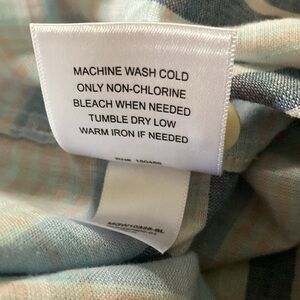 MACHINE WASH COLD
ONLY NON-CHLORINE
BLEACH WHEN NEEDED
TUMBLE DRY LOW
WARM IRON IF NEEDED